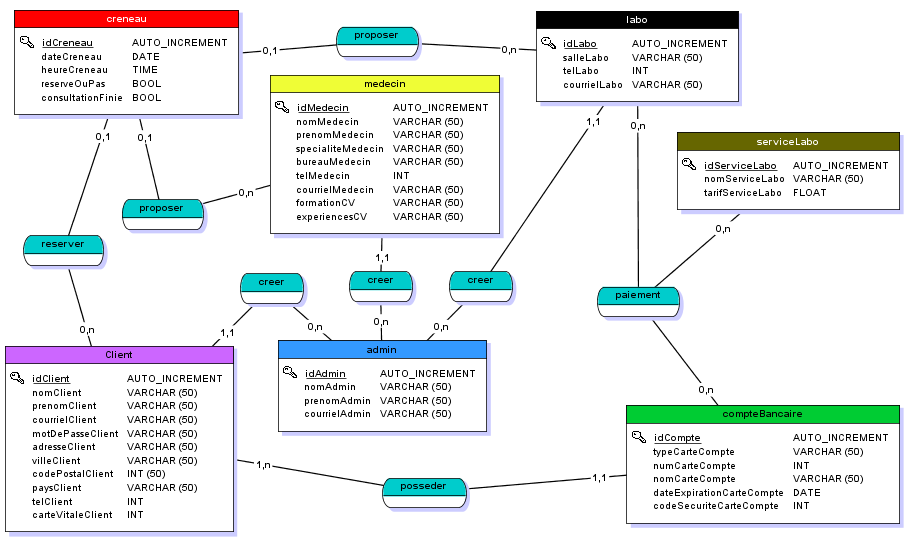 creneau
idCreneau AUTO_INCREMENT
dateCreneau DATE
heureCreneau TIME
reserveOuPas BOOL
consultationFinie BOOL
0,1
proposer
0,n
labo
idLabo AUTO_INCREMENT
salleLabo VARCHAR (50)
telLabo INT
courrielLabo VARCHAR (50)
medecin
idMedecin AUTO_INCREMENT
nomMedecin VARCHAR (50)
prenomMedecin VARCHAR (50)
specialiteMedecin VARCHAR (50)
bureauMedecin VARCHAR (50)
telMedecin INT
courrielMedecin VARCHAR (50)
formationCV VARCHAR (50)
experiencesCV VARCHAR (50)
0,1
0,1
1,1
0,n
serviceLabo
idServiceLabo AUTO_INCREMENT
nomServiceLabo VARCHAR (50)
tarifServiceLabo FLOAT
0,n
proposer
reserver
0,n
1,1
creer
creer
creer
paiement
0,n
1,1
0,n
0,n
0,n
Client
idClient AUTO_INCREMENT
nomClient VARCHAR (50)
prenomClient VARCHAR (50)
courrielClient VARCHAR (50)
motDePasseClient VARCHAR (50)
adresseClient VARCHAR (50)
villeClient VARCHAR (50)
codePostalClient INT (50)
paysClient VARCHAR (50)
telClient INT
carteVitaleClient INT
admin
idAdmin AUTO_INCREMENT
nomAdmin VARCHAR (50)
prenomAdmin VARCHAR (50)
courrielAdmin VARCHAR (50)
0,n
compteBancaire
idCompte AUTO_INCREMENT
typeCarteCompte VARCHAR (50)
numCarteCompte INT
nomCarteCompte VARCHAR (50)
dateExpirationCarteCompte DATE
codeSecuriteCarteCompte INT
1,n
posseder
1,1